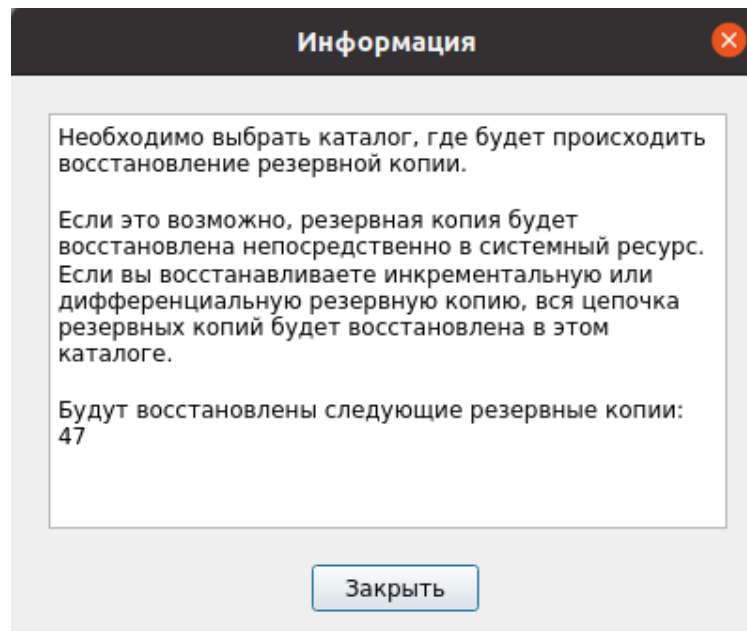 Информация
Необходимо выбрать каталог, где будет происходить
восстановление резервной копии.
Если это возможно, резервная копия будет
восстановлена непосредственно в системный ресурс.
Если вы восстанавливаете инкрементальную или
дифференциальную резервную копию, вся цепочка
резервных копий будет восстановлена в этом
каталоге.
Будут восстановлены следующие резервные копии:
47
Закрыть